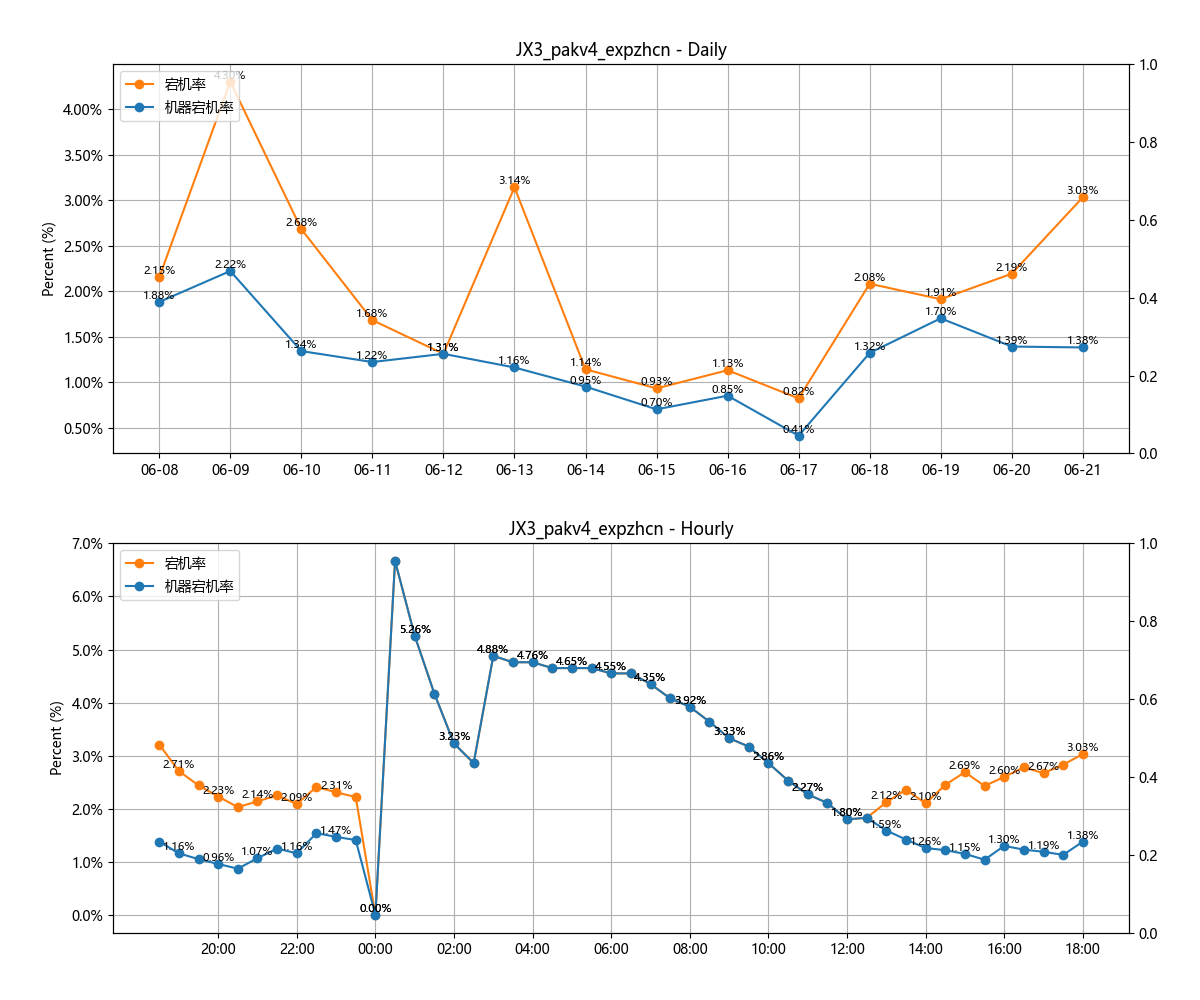 JX3_pakv4_expzhcn - Daily
宕机率
机器宕机率
Percent (%)
4.00%
3.50%
3.00%
2.50%
2.00%
1.50%
1.00%
0.50%
1.0
0.8
0.6
0.4
0.2
0.0
2.15% 4.30% 2.68% 1.68% 1.31% 3.14% 1.14% 0.93% 1.13% 0.82% 2.08% 1.91% 2.19% 3.03%
1.88% 2.22% 1.34% 1.22% 1.31% 1.16% 0.95% 0.70% 0.85% 0.41% 1.32% 1.70% 1.39% 1.38%
06-08 06-09 06-10 06-11 06-12 06-13 06-14 06-15 06-16 06-17 06-18 06-19 06-20 06-21
JX3_pakv4_expzhcn - Hourly
宕机率
机器宕机率
Percent (%)
7.0%
6.0%
5.0%
4.0%
3.0%
2.0%
1.0%
0.0%
1.0
0.8
0.6
0.4
0.2
0.0
2.71% 2.23% 2.14% 2.09% 2.31% 0.00% 5.26% 3.23% 4.88% 4.76% 4.65% 4.55% 4.35% 3.92% 3.33% 2.86% 2.27% 1.80% 2.12% 2.10% 2.69% 2.60% 2.67% 3.03%
1.16% 0.96% 1.07% 1.16% 1.47% 1.59% 1.26% 1.15% 1.30% 1.19% 1.38%
20:00 22:00 00:00 02:00 04:00 06:00 08:00 10:00 12:00 14:00 16:00 18:00